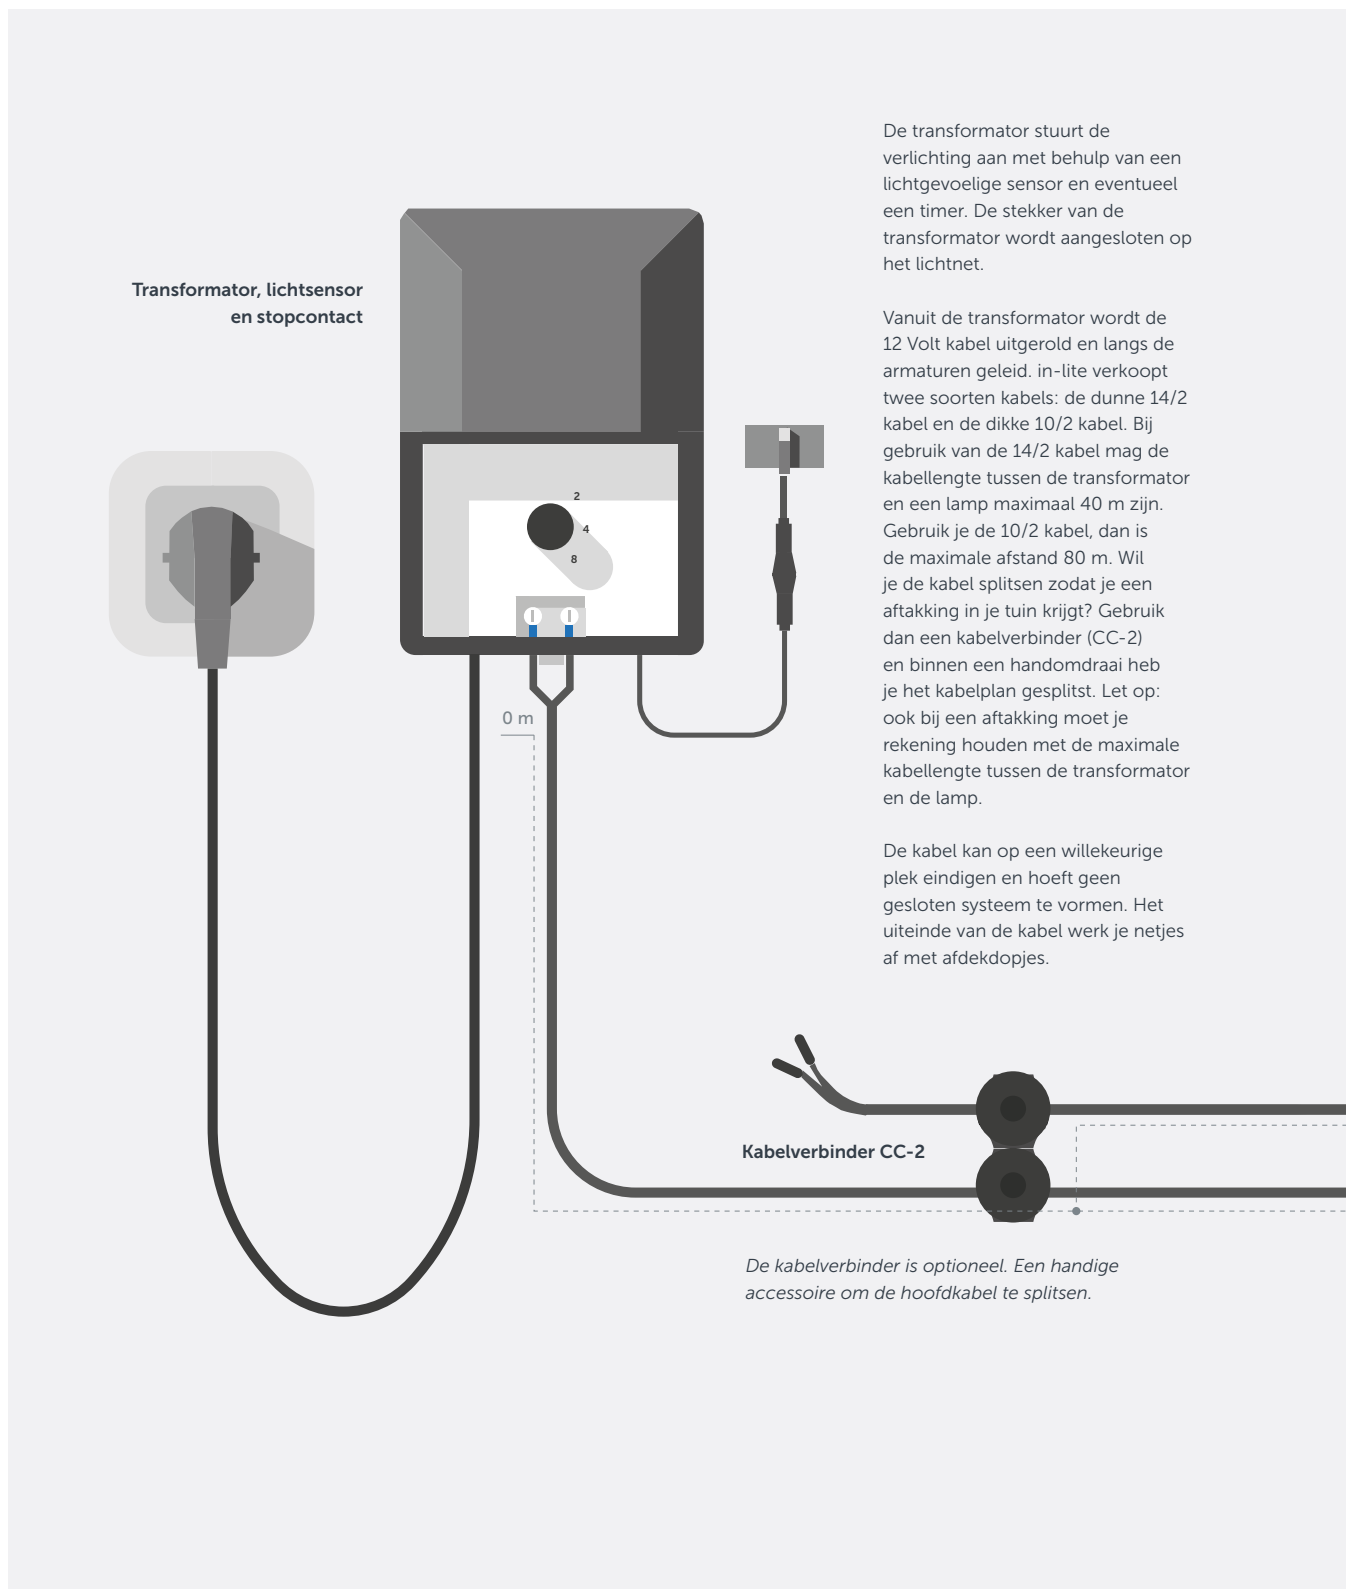 De transformator stuurt de
verlichting aan met behulp van een
lichtgevoelige sensor en eventueel
een timer. De stekker van de
transformator wordt aangesloten op
het lichtnet.
Transformator, lichtsensor
en stopcontact
Vanuit de transformator wordt de
12 Volt kabel uitgerold en langs de
armaturen geleid. in-lite verkoopt
twee soorten kabels: de dunne 14/2
kabel en de dikke 10/2 kabel. Bij
gebruik van de 14/2 kabel mag de
kabellengte tussen de transformator
en een lamp maximaal 40 m zijn.
Gebruik je de 10/2 kabel, dan is
de maximale afstand 80 m. Wil
je de kabel splitsen zodat je een
aftakking in je tuin krijgt? Gebruik
dan een kabelverbinder (CC-2)
en binnen een handomdraai heb
je het kabelplan gesplitst. Let op:
ook bij een aftakking moet je
rekening houden met de maximale
kabellengte tussen de transformator
en de lamp.
2
4
8
0 m
De kabel kan op een willekeurige
plek eindigen en hoeft geen
gesloten systeem te vormen. Het
uiteinde van de kabel werk je netjes
af met afdekdopjes.
Kabelverbinder CC-2
De kabelverbinder is optioneel. Een handige
accessoire om de hoofdkabel te splitsen.